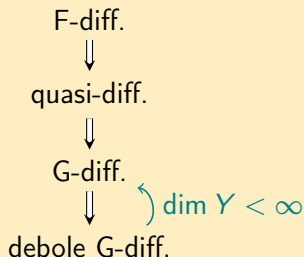 F-diff.
quasi-diff.
G-diff.
dim Y < ∞
debole G-diff.